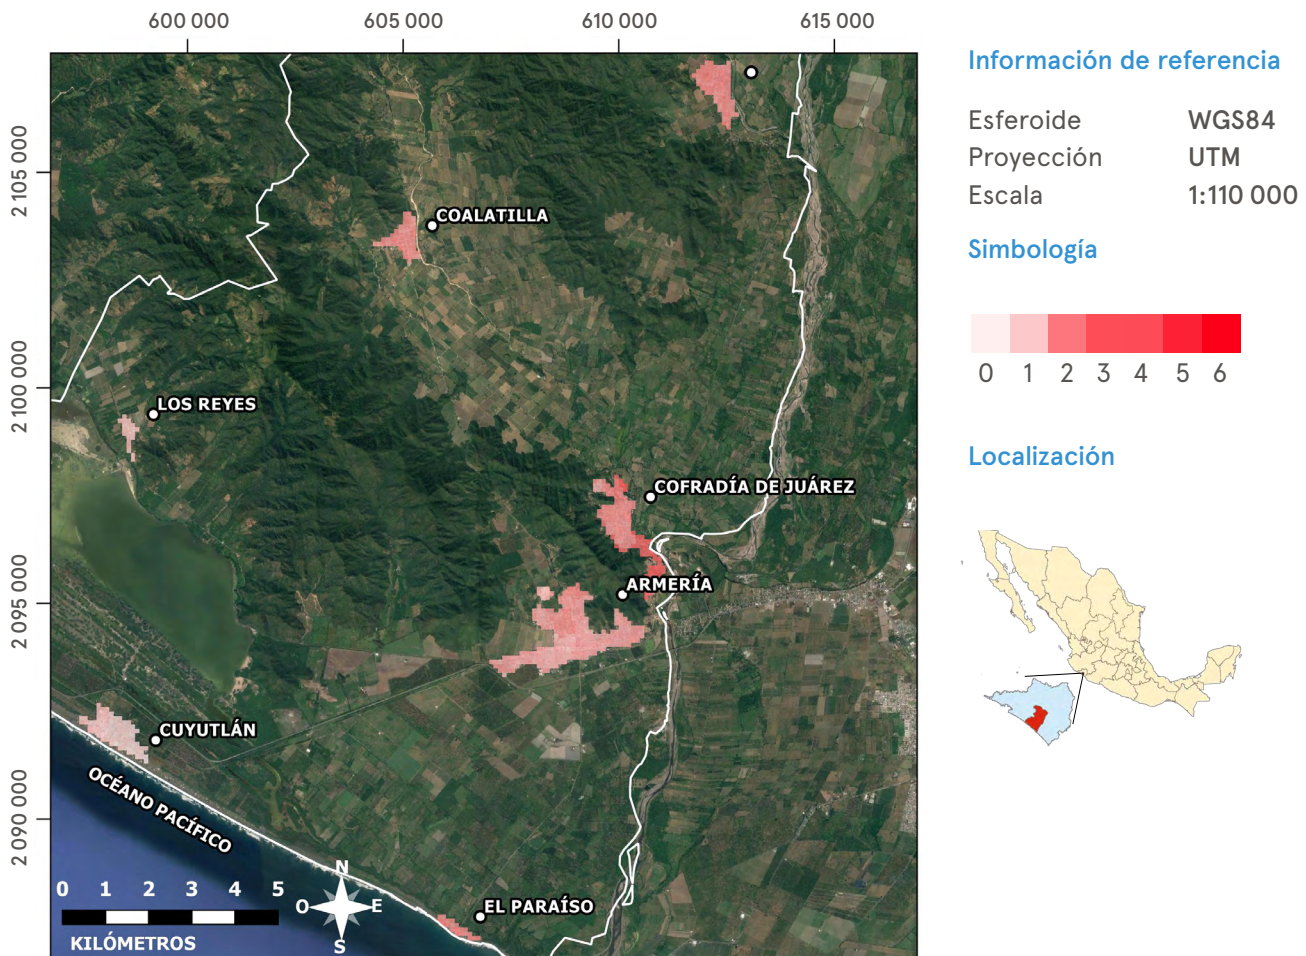 600 000 605 000 610 000 615 000
2 105 000
2 100 000
2 095 000
2 090 000
COALATILLA
LOS REYES
COFRADÍA DE JUÁREZ
ARMERÍA
CUYUTLÁN
OCÉANO PACÍFICO
EL PARAÍSO
N
O E
S
0 1 2 3 4 5
KILÓMETROS
Información de referencia
Esferoide WGS84
Proyección UTM
Escala 1:110 000
Simbología
0 1 2 3 4 5 6
Localización